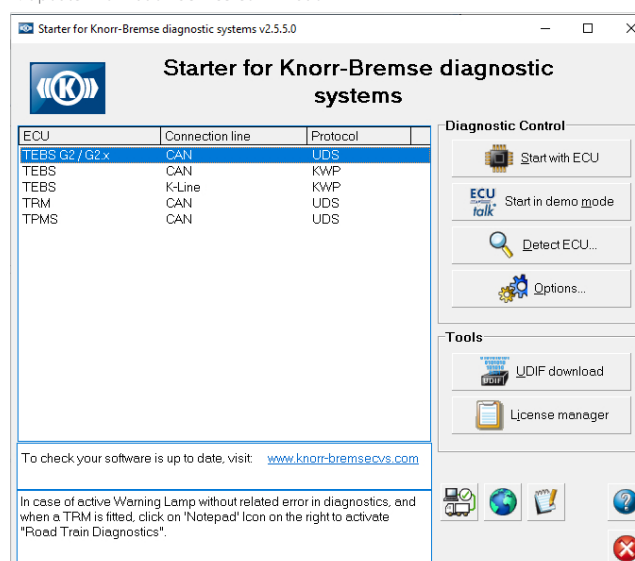 Starter for Knorr-Bremse diagnostic systems v2.5.5.0
Starter for Knorr-Bremse diagnostic
systems
ECU Connection line Protocol
TEBS G2 / G2.x CAN UDS
TEBS CAN KWP
TEBS K-Line KWP
TRM CAN UDS
TPMS CAN UDS
To check your software is up to date, visit: www.knorr-bremsecvs.com
In case of active Warning Lamp without related error in diagnostics, and
when a TRM is fitted, click on 'Notepad' Icon on the right to activate
"Road Train Diagnostics".
Diagnostic Control
Start with ECU
ECU
talk
Start in demo mode
Detect ECU...
Options...
Tools
UDIF
UDIF download
License manager